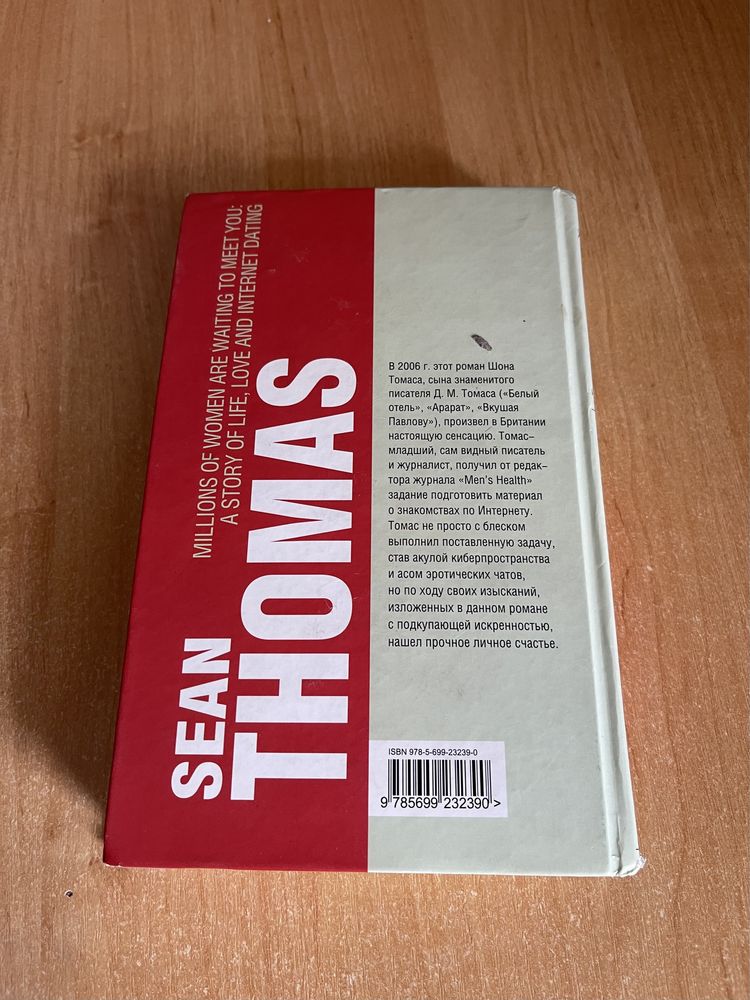 MILLIONS OF WOMEN ARE WAITING TO MEET YOU:
A STORY OF LIFE, LOVE AND INTERNET DATING
SEAN
THOMAS
В 2006 г. этот роман Шона
Томаса, сына знаменитого
писателя Д. М. Томаса («Белый
отель», «Арарат», «Вкушая
Павлову»), произвел в Британии
настоящую сенсацию. Томас–
младший, сам видный писатель
и журналист, получил от редак–
тора журнала «Men's Health»
задание подготовить материал
о знакомствах по Интернету.
Томас не просто с блеском
выполнил поставленную задачу,
став акулой киберпространства
и асом эротических чатов,
но по ходу своих изысканий,
изложенных в данном романе
с подкупающей искренностью,
нашел прочное личное счастье.
ISBN 978-5-699-23239-0
9 785699 232390 >